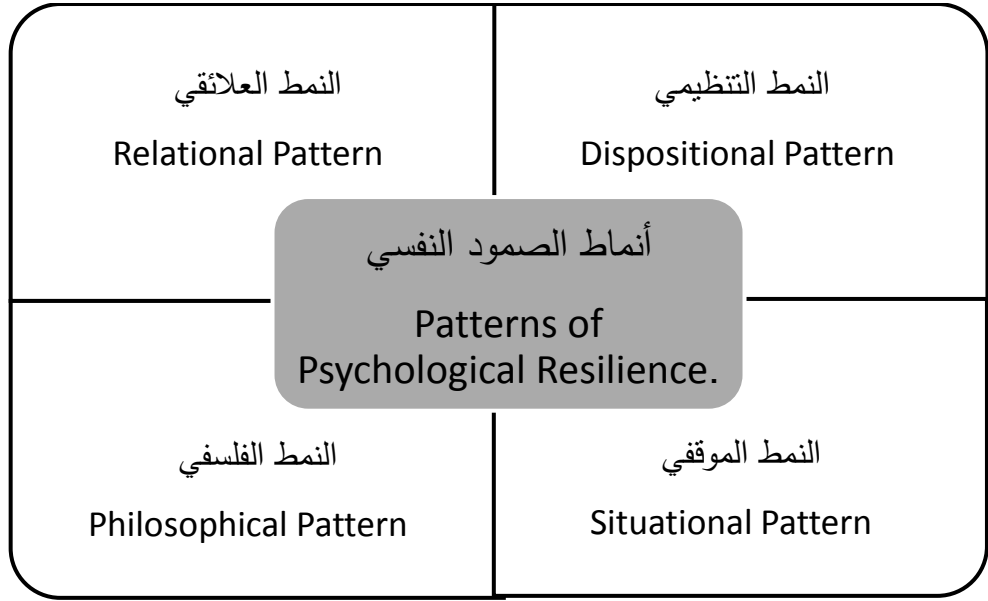 النمط التنظيمي
Dispositional Pattern
النمط العلائقي
Relational Pattern
أنماط الصمود النفسي
Patterns of
Psychological Resilience.
النمط الموقفي
Situational Pattern
النمط الفلسفي
Philosophical Pattern